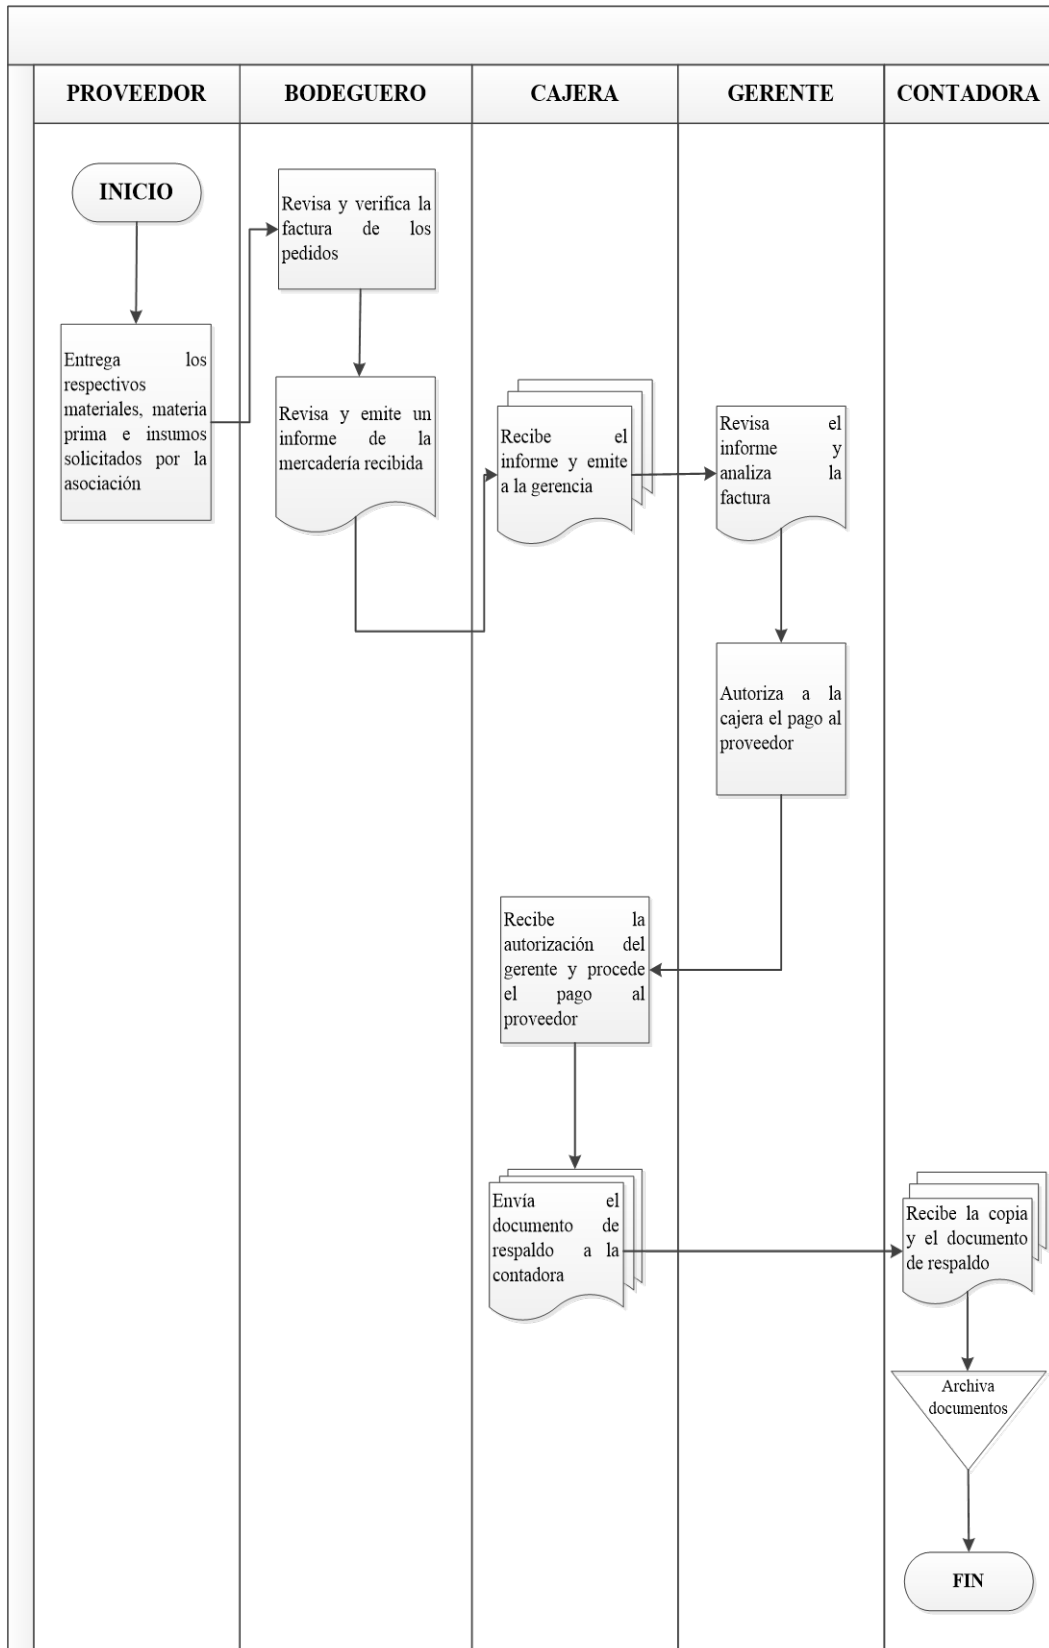 PROVEEDOR
BODEGUERO
CAJERA
GERENTE
CONTADORA
INICIO
Entrega los
respectivos
materiales, materia
prima e insumos
solicitados por la
asociación
Revisa y verifica la
factura de los
pedidos
Revisa y emite un
informe de la
mercadería recibida
Recibe el
informe y emite
a la gerencia
Revisa el
informe y
analiza la
factura
Autoriza a la
cajera el pago al
proveedor
Recibe la
autorización del
gerente y procede
el pago al
proveedor
Envía el
documento de
respaldo a la
contadora
Recibe la copia
y el documento
de respaldo
Archiva
documentos
FIN